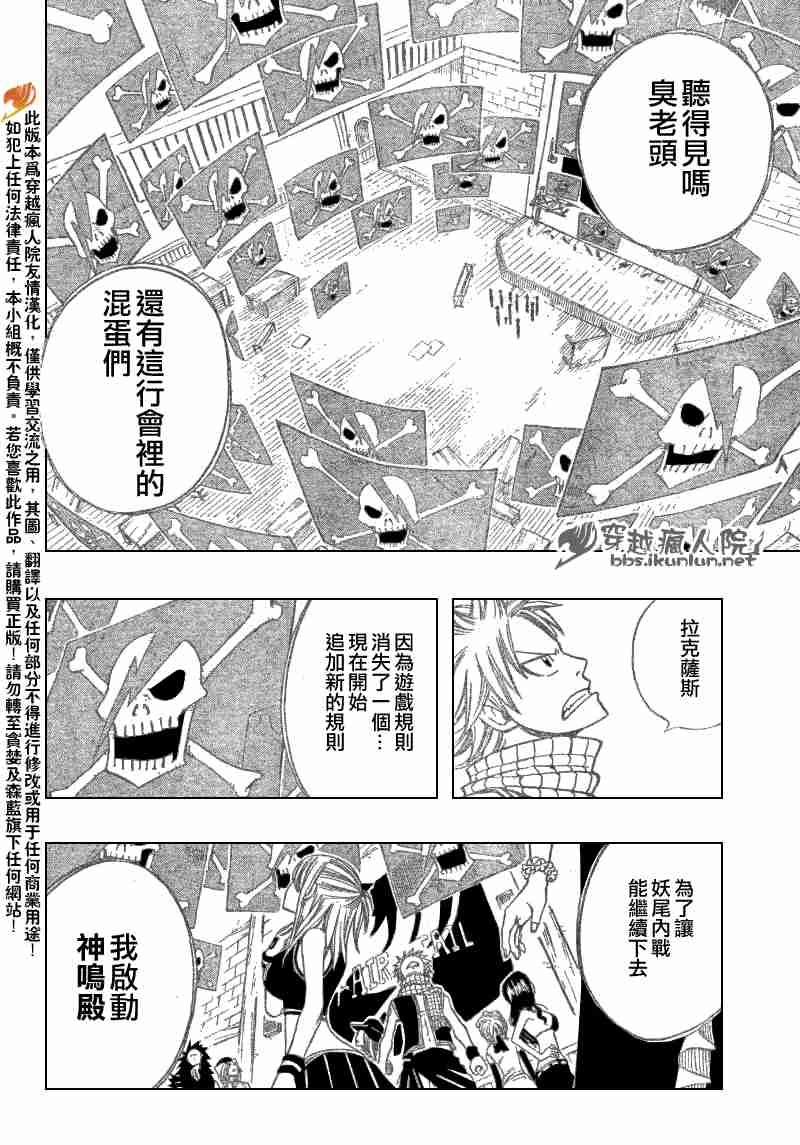 聽得見嗎
臭老頭
還有這行會裡的
混蛋們
拉克薩斯
因為遊戲規則
消失了一個…
現在開始
追加新的規則
為了讓
妖尾內戰
能繼續下去
我啟動
神鳴殿
FAIRY TAIL
穿越瘋人院
bbs.ikunlun.net
此版本爲穿越瘋人院友情漢化，僅供學習交流之用，其圖、翻譯以及任何部分不得進行修改或用于任何商業用途！
如犯上任何法律責任，本小組概不負責。若您喜歡此作品，請購買正版！請勿轉至貪婪及森藍旗下任何網站！